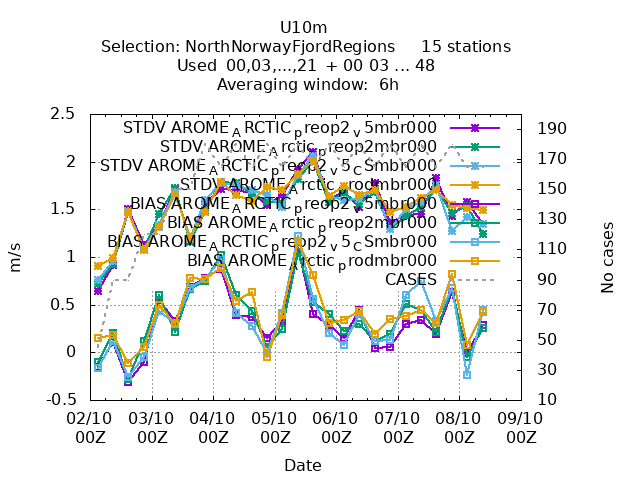 U10m
Selection: NorthNorwayFjordRegions 15 stations
Used 00,03,...,21 + 00 03 ... 48
Averaging window: 6h
STDV AROME_ARCTIC_preop2_v5mbr000
STDV AROME_Arctic_preop2mbr000
STDV AROME_ARCTIC_preop2_v5_CSmbr000
STDV AROME_Arctic_prodmbr000
BIAS AROME_ARCTIC_preop2_v5mbr000
BIAS AROME_Arctic_preop2mbr000
BIAS AROME_ARCTIC_preop2_v5_CSmbr000
BIAS AROME_Arctic_prodmbr000
CASES
2.5
2
1.5
1
0.5
0
-0.5
m/s
190
170
150
130
110
90
70
50
30
10
No cases
02/10 03/10 04/10 05/10 06/10 07/10 08/10 09/10
00Z 00Z 00Z 00Z 00Z 00Z 00Z 00Z
Date